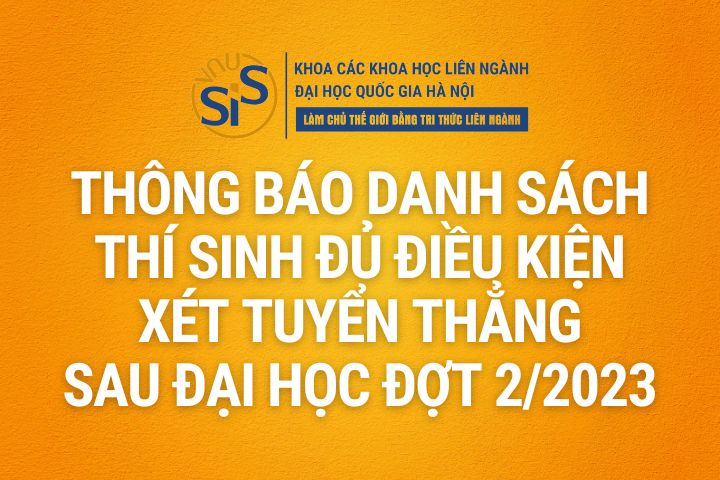 VNU
SIS
KHOA CÁC KHOA HỌC LIÊN NGÀNH
ĐẠI HỌC QUỐC GIA HÀ NỘI
LÀM CHỦ THẾ GIỚI BẰNG TRI THỨC LIÊN NGÀNH
THÔNG BÁO DANH SÁCH
THÍ SINH ĐỦ ĐIỀU KIỆN
XÉT TUYỂN THẲNG
SAU ĐẠI HỌC ĐỢT 2/2023